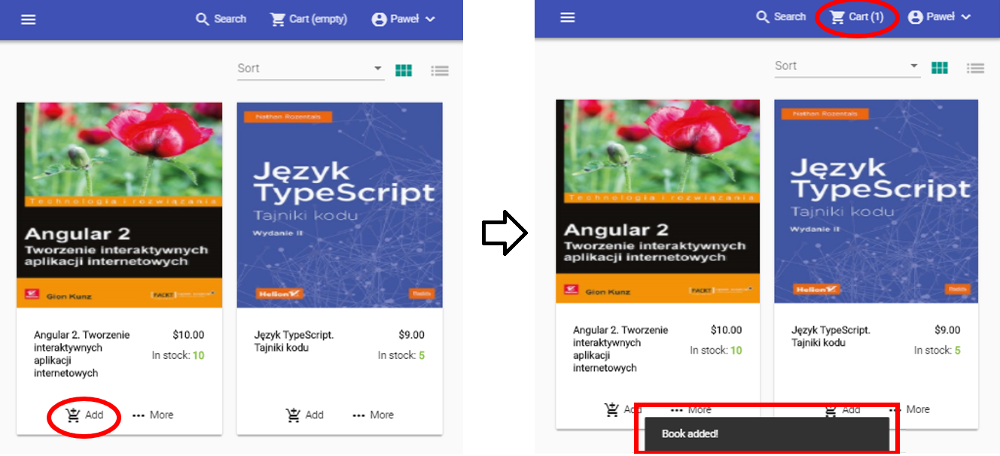 Search
Cart (empty)
Paweł
Sort
Technologia i rozwiązania
Angular 2
Tworzenie interaktywnych
aplikacji internetowych
Gion Kunz
PACKT
Nathan Rozentals
Język
TypeScript
Tajniki kodu
Wydanie II
Helion
Packt
Angular 2. Tworzenie
interaktywnych
aplikacji
internetowych
$10.00
In stock: 10
Add
More
Język TypeScript.
Tajniki kodu
$9.00
In stock: 5
Add
More
Search
Cart (1)
Paweł
Sort
Technologia i rozwiązania
Angular 2
Tworzenie interaktywnych
aplikacji internetowych
Gion Kunz
PACKT
Nathan Rozentals
Język
TypeScript
Tajniki kodu
Wydanie II
Helion
Packt
Angular 2. Tworzenie
interaktywnych
aplikacji
internetowych
$10.00
In stock: 10
Add
More
Język TypeScript.
Tajniki kodu
$9.00
In stock: 5
Add
More
Book added!